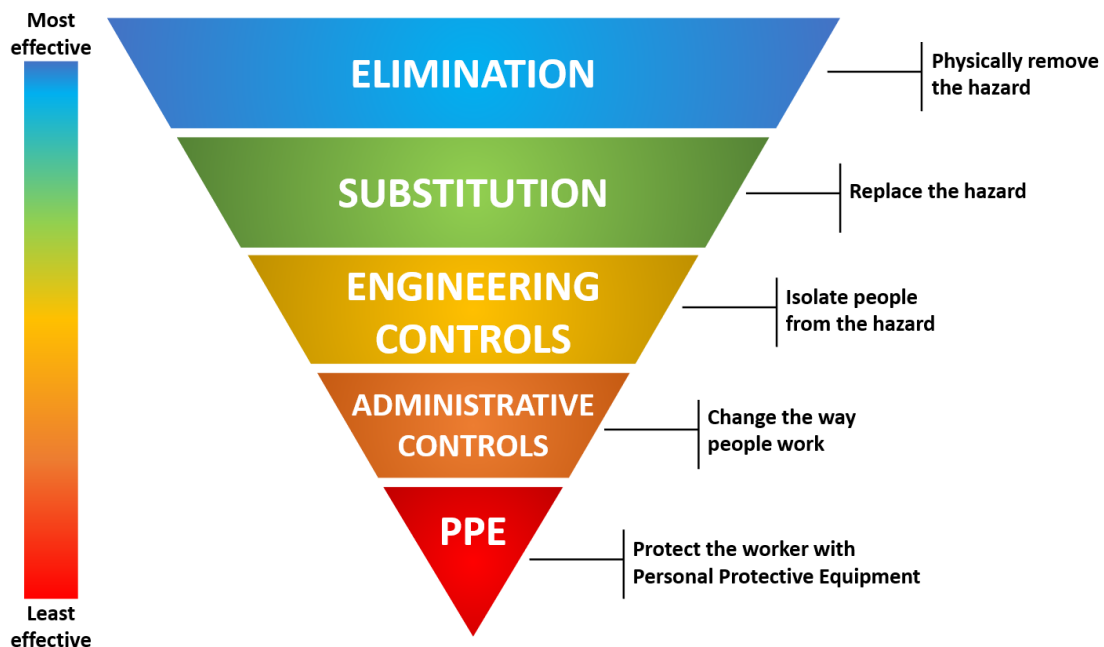 Most
effective
ELIMINATION
Physically remove
the hazard
SUBSTITUTION
Replace the hazard
ENGINEERING
CONTROLS
Isolate people
from the hazard
ADMINISTRATIVE
CONTROLS
Change the way
people work
PPE
Protect the worker with
Personal Protective Equipment
Least
effective